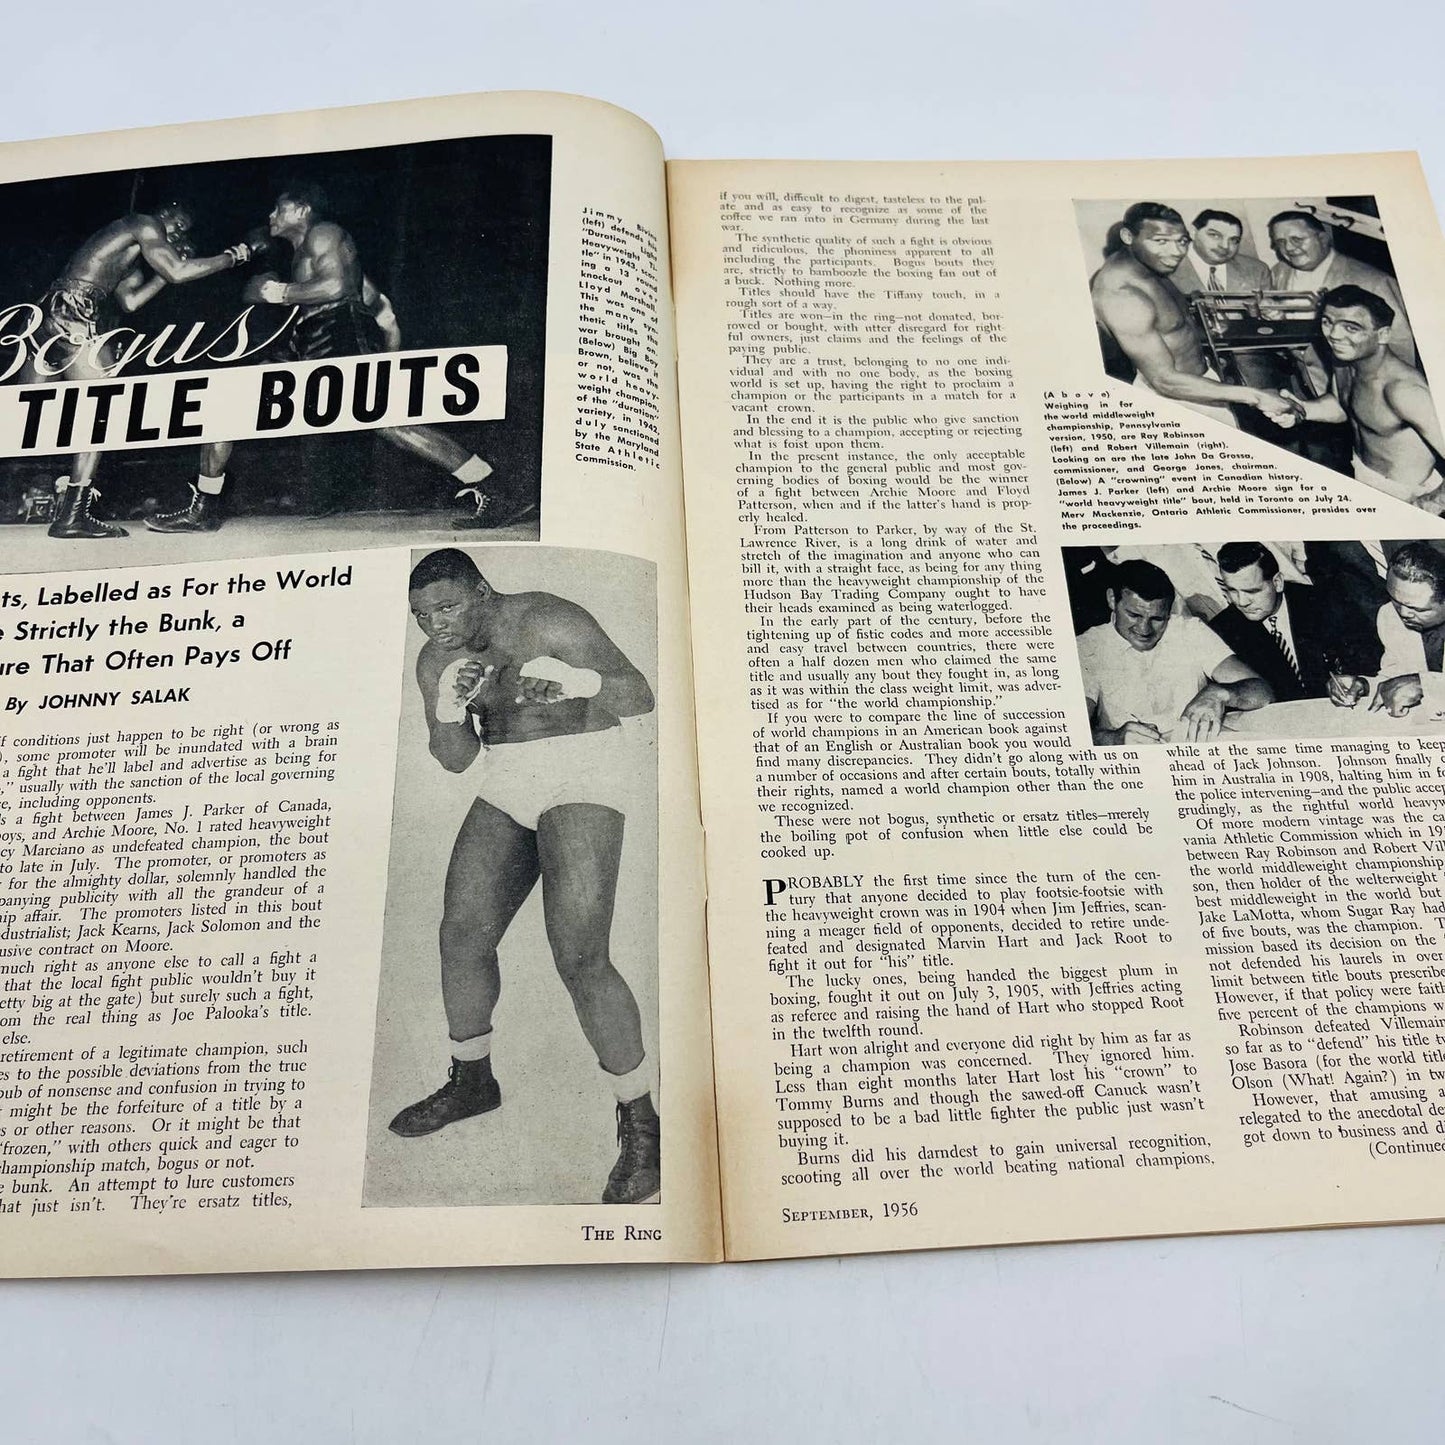 Bogus
TITLE BOUTS
Jimmy Bivins
(left) defends his
"Duration Light
Heavyweight Ti-
tle" in 1943, scor-
ing a 13 round
knockout over
Lloyd Marshall.
This was one of
the many syn-
thetic titles the
war brought on.
(Below) Big Boy
Brown, believe it
or not, was the
world heavy-
weight champion,
of the "duration"
variety, in 1942,
duly sanctioned
by the Maryland
State Athletic
Commission.
ts, Labelled as For the World
e Strictly the Bunk, a
ure That Often Pays Off
By JOHNNY SALAK
if conditions just happen to be right (or wrong as
), some promoter will be inundated with a brain
a fight that he'll label and advertise as being for
," usually with the sanction of the local governing
re, including opponents.
s a fight between James J. Parker of Canada,
oys, and Archie Moore, No. 1 rated heavyweight
cy Marciano as undefeated champion, the bout
to late in July. The promoter, or promoters as
for the almighty dollar, solemnly handled the
panying publicity with all the grandeur of a
hip affair. The promoters listed in this bout
dustrialist; Jack Kearns, Jack Solomon and the
usive contract on Moore.
much right as anyone else to call a fight a
that the local fight public wouldn't buy it
etty big at the gate) but surely such a fight,
om the real thing as Joe Palooka's title.
else.
retirement of a legitimate champion, such
es to the possible deviations from the true
pub of nonsense and confusion in trying to
might be the forfeiture of a title by a
s or other reasons. Or it might be that
"frozen," with others quick and eager to
hampionship match, bogus or not.
e bunk. An attempt to lure customers
hat just isn't. They're ersatz titles,
THE RING
if you will, difficult to digest, tasteless to the pal-
ate and as easy to recognize as some of the
coffee we ran into in Germany during the last
war.
The synthetic quality of such a fight is obvious
and ridiculous, the phoniness apparent to all
including the participants. Bogus bouts they
are, strictly to bamboozle the boxing fan out of
a buck. Nothing more.
Titles should have the Tiffany touch, in a
rough sort of a way.
Titles are won—in the ring—not donated, bor-
rowed or bought, with utter disregard for right-
ful owners, just claims and the feelings of the
paying public.
They are a trust, belonging to no one indi-
vidual and with no one body, as the boxing
world is set up, having the right to proclaim a
champion or the participants in a match for a
vacant crown.
In the end it is the public who give sanction
and blessing to a champion, accepting or rejecting
what is foist upon them.
In the present instance, the only acceptable
champion to the general public and most gov-
erning bodies of boxing would be the winner
of a fight between Archie Moore and Floyd
Patterson, when and if the latter's hand is prop-
erly healed.
From Patterson to Parker, by way of the St.
Lawrence River, is a long drink of water and
stretch of the imagination and anyone who can
bill it, with a straight face, as being for any thing
more than the heavyweight championship of the
Hudson Bay Trading Company ought to have
their heads examined as being waterlogged.
In the early part of the century, before the
tightening up of fistic codes and more accessible
and easy travel between countries, there were
often a half dozen men who claimed the same
title and usually any bout they fought in, as long
as it was within the class weight limit, was adver-
tised as for "the world championship."
If you were to compare the line of succession
of world champions in an American book against
that of an English or Australian book you would
find many discrepancies. They didn't go along with us on
a number of occasions and after certain bouts, totally within
their rights, named a world champion other than the one
we recognized.
These were not bogus, synthetic or ersatz titles—merely
the boiling pot of confusion when little else could be
cooked up.
PROBABLY the first time since the turn of the cen-
tury that anyone decided to play footsie-footsie with
the heavyweight crown was in 1904 when Jim Jeffries, scan-
ning a meager field of opponents, decided to retire unde-
feated and designated Marvin Hart and Jack Root to
fight it out for "his" title.
The lucky ones, being handed the biggest plum in
boxing, fought it out on July 3, 1905, with Jeffries acting
as referee and raising the hand of Hart who stopped Root
in the twelfth round.
Hart won alright and everyone did right by him as far as
being a champion was concerned. They ignored him.
Less than eight months later Hart lost his "crown" to
Tommy Burns and though the sawed-off Canuck wasn't
supposed to be a bad little fighter the public just wasn't
buying it.
Burns did his darndest to gain universal recognition,
scooting all over the world beating national champions,
SEPTEMBER, 1956
(Above)
Weighing in for
the world middleweight
championship, Pennsylvania
version, 1950, are Ray Robinson
(left) and Robert Villemain (right).
Looking on are the late John Da Grossa,
commissioner, and George Jones, chairman.
(Below) A "crowning" event in Canadian history.
James J. Parker (left) and Archie Moore sign for a
"world heavyweight title" bout, held in Toronto on July 24.
Merv Mackenzie, Ontario Athletic Commissioner, presides over
the proceedings.
while at the same time managing to keep
ahead of Jack Johnson. Johnson finally c
him in Australia in 1908, halting him in fo
the police intervening—and the public accep
grudingly, as the rightful world heavyw
Of more modern vintage was the ca
vania Athletic Commission which in 19
between Ray Robinson and Robert Vill
the world middleweight championship
son, then holder of the welterweight
best middleweight in the world but
Jake LaMotta, whom Sugar Ray had
of five bouts, was the champion. T
mission based its decision on the
not defended his laurels in over
limit between title bouts prescribe
However, if that policy were faith
five percent of the champions w
Robinson defeated Villemain
so far as to "defend" his title tw
Jose Basora (for the world title
Olson (What! Again?) in tw
However, that amusing a
relegated to the anecdotal de
got down to business and di
(Continued